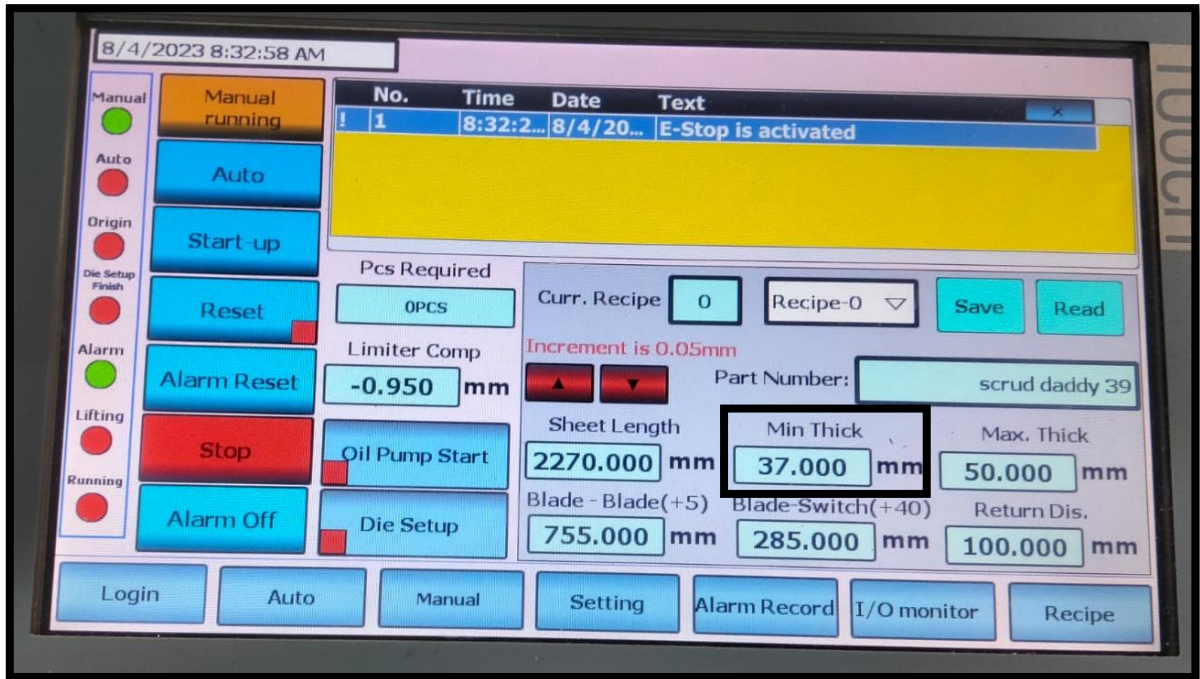 8/4/2023 8:32:58 AM
Manual
Manual running
No. Time Date Text
! 1 8:32:2... 8/4/20... E-Stop is activated
Auto
Auto
Origin
Start-up
Die Setup Finish
Reset
Pcs Required
0PCS
Curr. Recipe 0 Recipe-0 Save Read
Alarm
Alarm Reset
Limiter Comp
-0.950 mm
Increment is 0.05mm
Part Number: scrud daddy 39
Lifting
Stop
Oil Pump Start
Sheet Length Min Thick Max. Thick
2270.000 mm 37.000 mm 50.000 mm
Running
Alarm Off
Die Setup
Blade - Blade(+5) Blade-Switch(+40) Return Dis.
755.000 mm 285.000 mm 100.000 mm
Login Auto Manual Setting Alarm Record I/O monitor Recipe